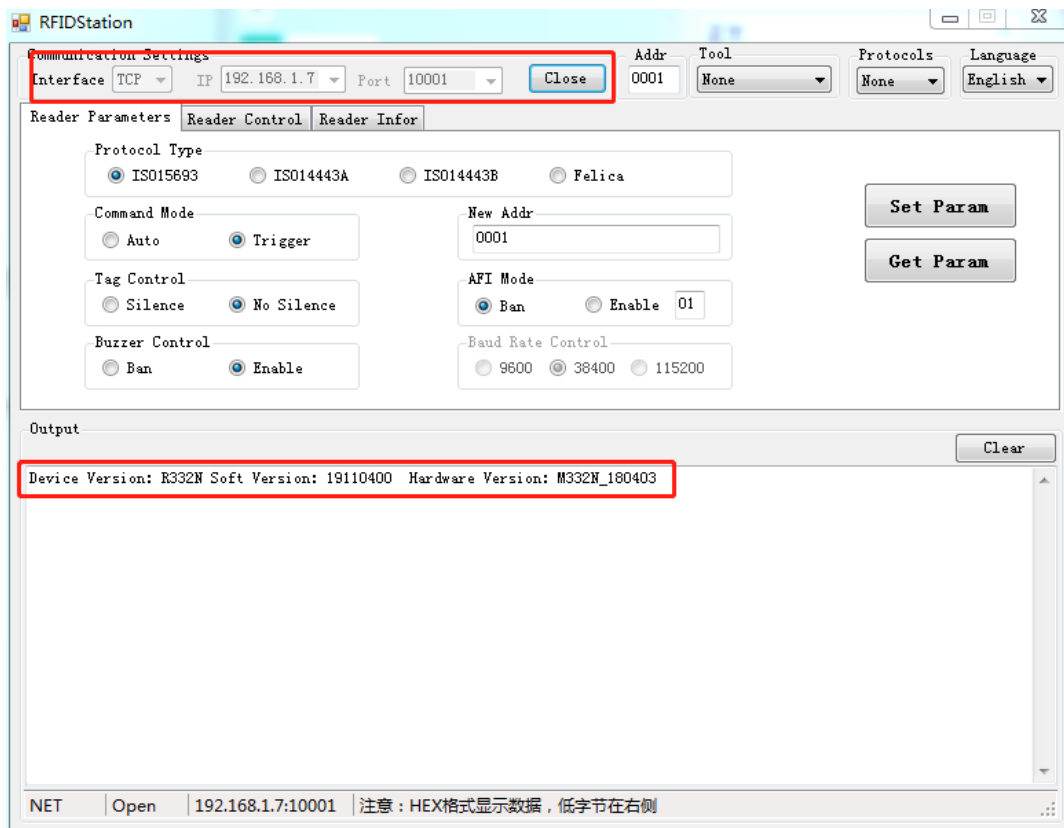 RFIDStation
Communication Settings Addr Tool Protocols Language
Interface TCP IP 192.168.1.7 Port 10001 Close 0001 None None English
Reader Parameters Reader Control Reader Infor
Protocol Type
ISO15693 ISO14443A ISO14443B Felica
Command Mode
Auto Trigger
New Addr
0001
Set Param
Get Param
Tag Control
Silence No Silence
AFI Mode
Ban Enable 01
Buzzer Control
Ban Enable
Baud Rate Control
9600 38400 115200
Output
Clear
Device Version: R332N Soft Version: 19110400 Hardware Version: M332N_180403
NET Open 192.168.1.7:10001 注意：HEX格式显示数据，低字节在右侧